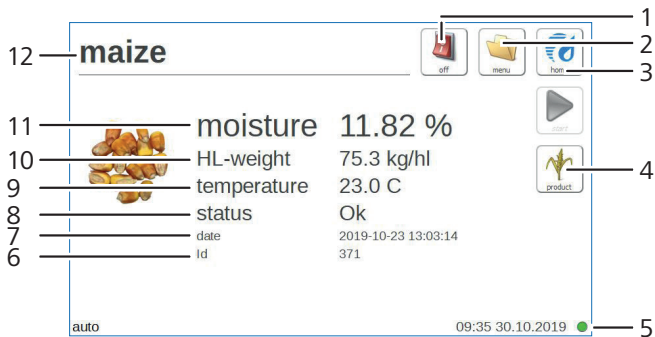 1
2
3
12 maize
off menu hom
11 moisture 11.82 %
START
10 HL-weight 75.3 kg/hl
9 temperature 23.0 C
product 4
8 status Ok
7 date 2019-10-23 13:03:14
6 Id 371
auto 09:35 30.10.2019 5